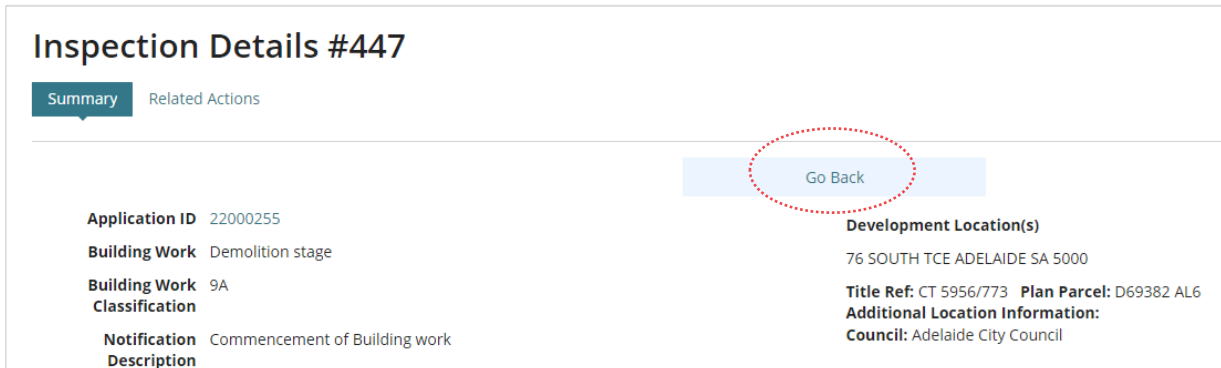 Inspection Details #447
Summary Related Actions
Go Back
Application ID 22000255
Building Work Demolition stage
Building Work 9A
Classification
Notification Commencement of Building work
Description
Development Location(s)
76 SOUTH TCE ADELAIDE SA 5000
Title Ref: CT 5956/773 Plan Parcel: D69382 AL6
Additional Location Information:
Council: Adelaide City Council